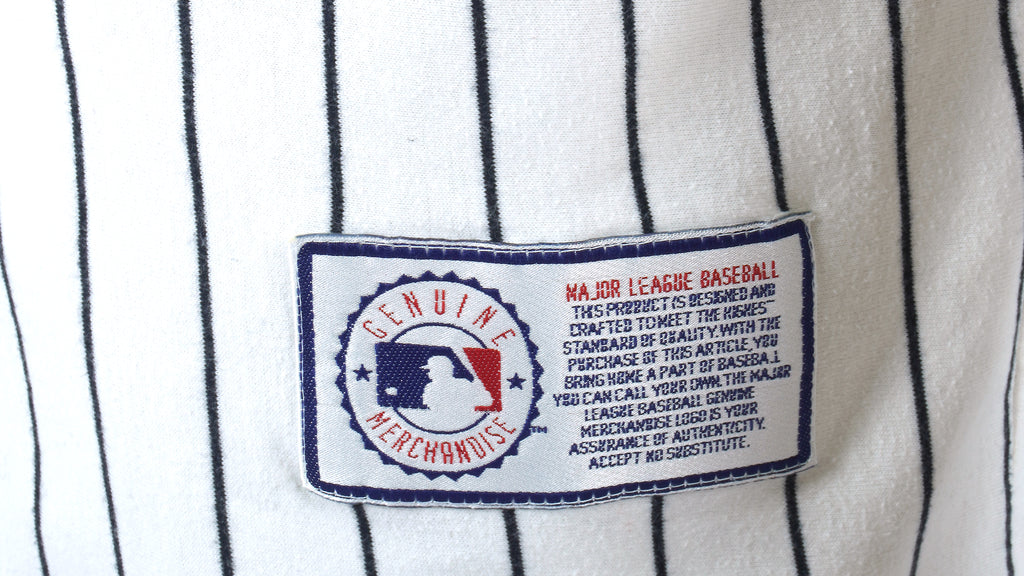 GENUINE
MERCHANDISE
TM
MAJOR LEAGUE BASEBALL
THIS PRODUCT IS DESIGNED AND
CRAFTED TO MEET THE HIGHES
STANDARD OF QUALITY. WITH THE
PURCHASE OF THIS ARTICLE, YOU
BRING HOME A PART OF BASEBALL
YOU CAN CALL YOUR OWN. THE MAJOR
LEAGUE BASEBALL GENUINE
MERCHANDISE LOGO IS YOUR
ASSURANCE OF AUTHENTICITY.
ACCEPT NO SUBSTITUTE.